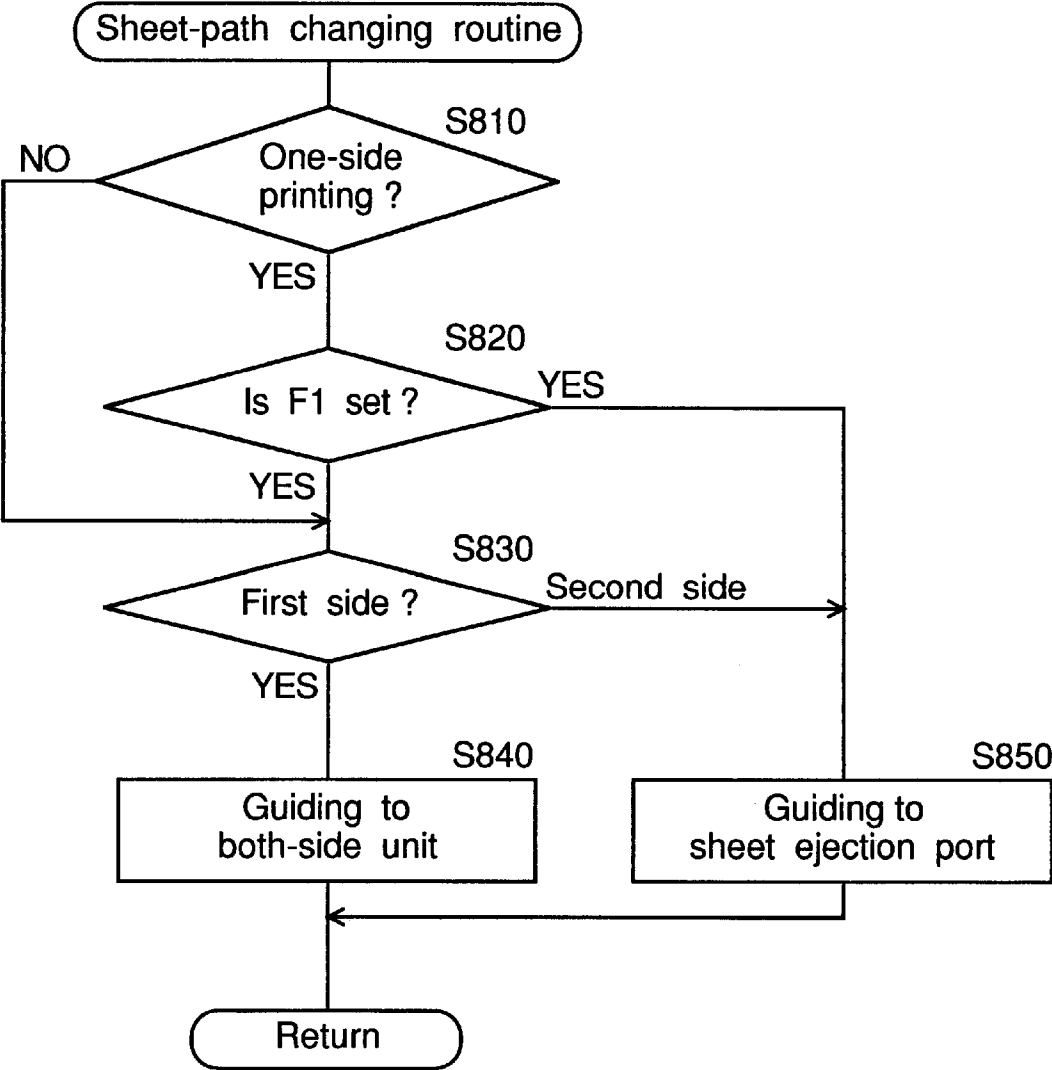 Sheet-path changing routine
S810
NO
One-side
printing ?
YES
S820
Is F1 set ?
YES
YES
S830
First side ?
Second side
YES
S840
S850
Guiding to
both-side unit
Guiding to
sheet ejection port
Return